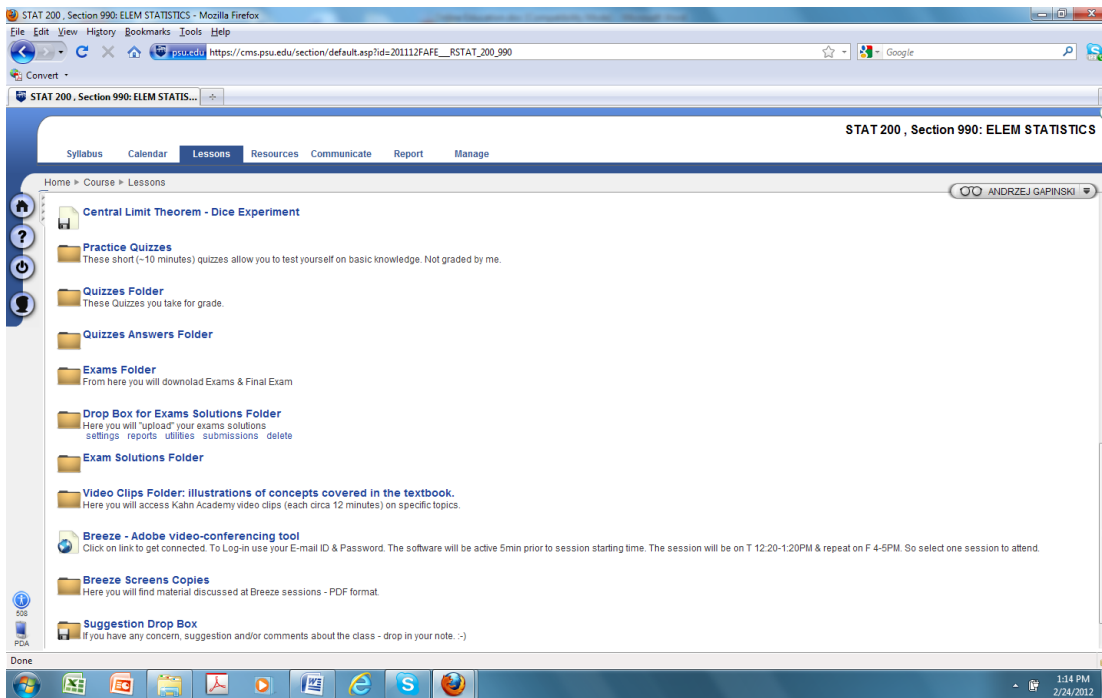 STAT 200 , Section 990: ELEM STATISTICS - Mozilla Firefox
File Edit View History Bookmarks Tools Help
psu.edu https://cms.psu.edu/section/default.asp?id=201112FAFE__RSTAT_200_990
Google
Convert
STAT 200 , Section 990: ELEM STATIS...
STAT 200 , Section 990: ELEM STATISTICS
Syllabus Calendar Lessons Resources Communicate Report Manage
Home Course Lessons
ANDRZEJ GAPINSKI
Central Limit Theorem - Dice Experiment
Practice Quizzes
These short (~10 minutes) quizzes allow you to test yourself on basic knowledge. Not graded by me.
Quizzes Folder
These Quizzes you take for grade.
Quizzes Answers Folder
Exams Folder
From here you will downolad Exams & Final Exam
Drop Box for Exams Solutions Folder
Here you will "upload" your exams solutions
settings reports utilities submissions delete
Exam Solutions Folder
Video Clips Folder: illustrations of concepts covered in the textbook.
Here you will access Kahn Academy video clips (each circa 12 minutes) on specific topics.
Breeze - Adobe video-conferencing tool
Click on link to get connected. To Log-in use your E-mail ID & Password. The software will be active 5min prior to session starting time. The session will be on T 12:20-1:20PM & repeat on F 4-5PM. So select one session to attend.
Breeze Screens Copies
Here you will find material discussed at Breeze sessions - PDF format.
Suggestion Drop Box
If you have any concern, suggestion and/or comments about the class - drop in your note. :-)
508
PDA
Done
1:14 PM
2/24/2012